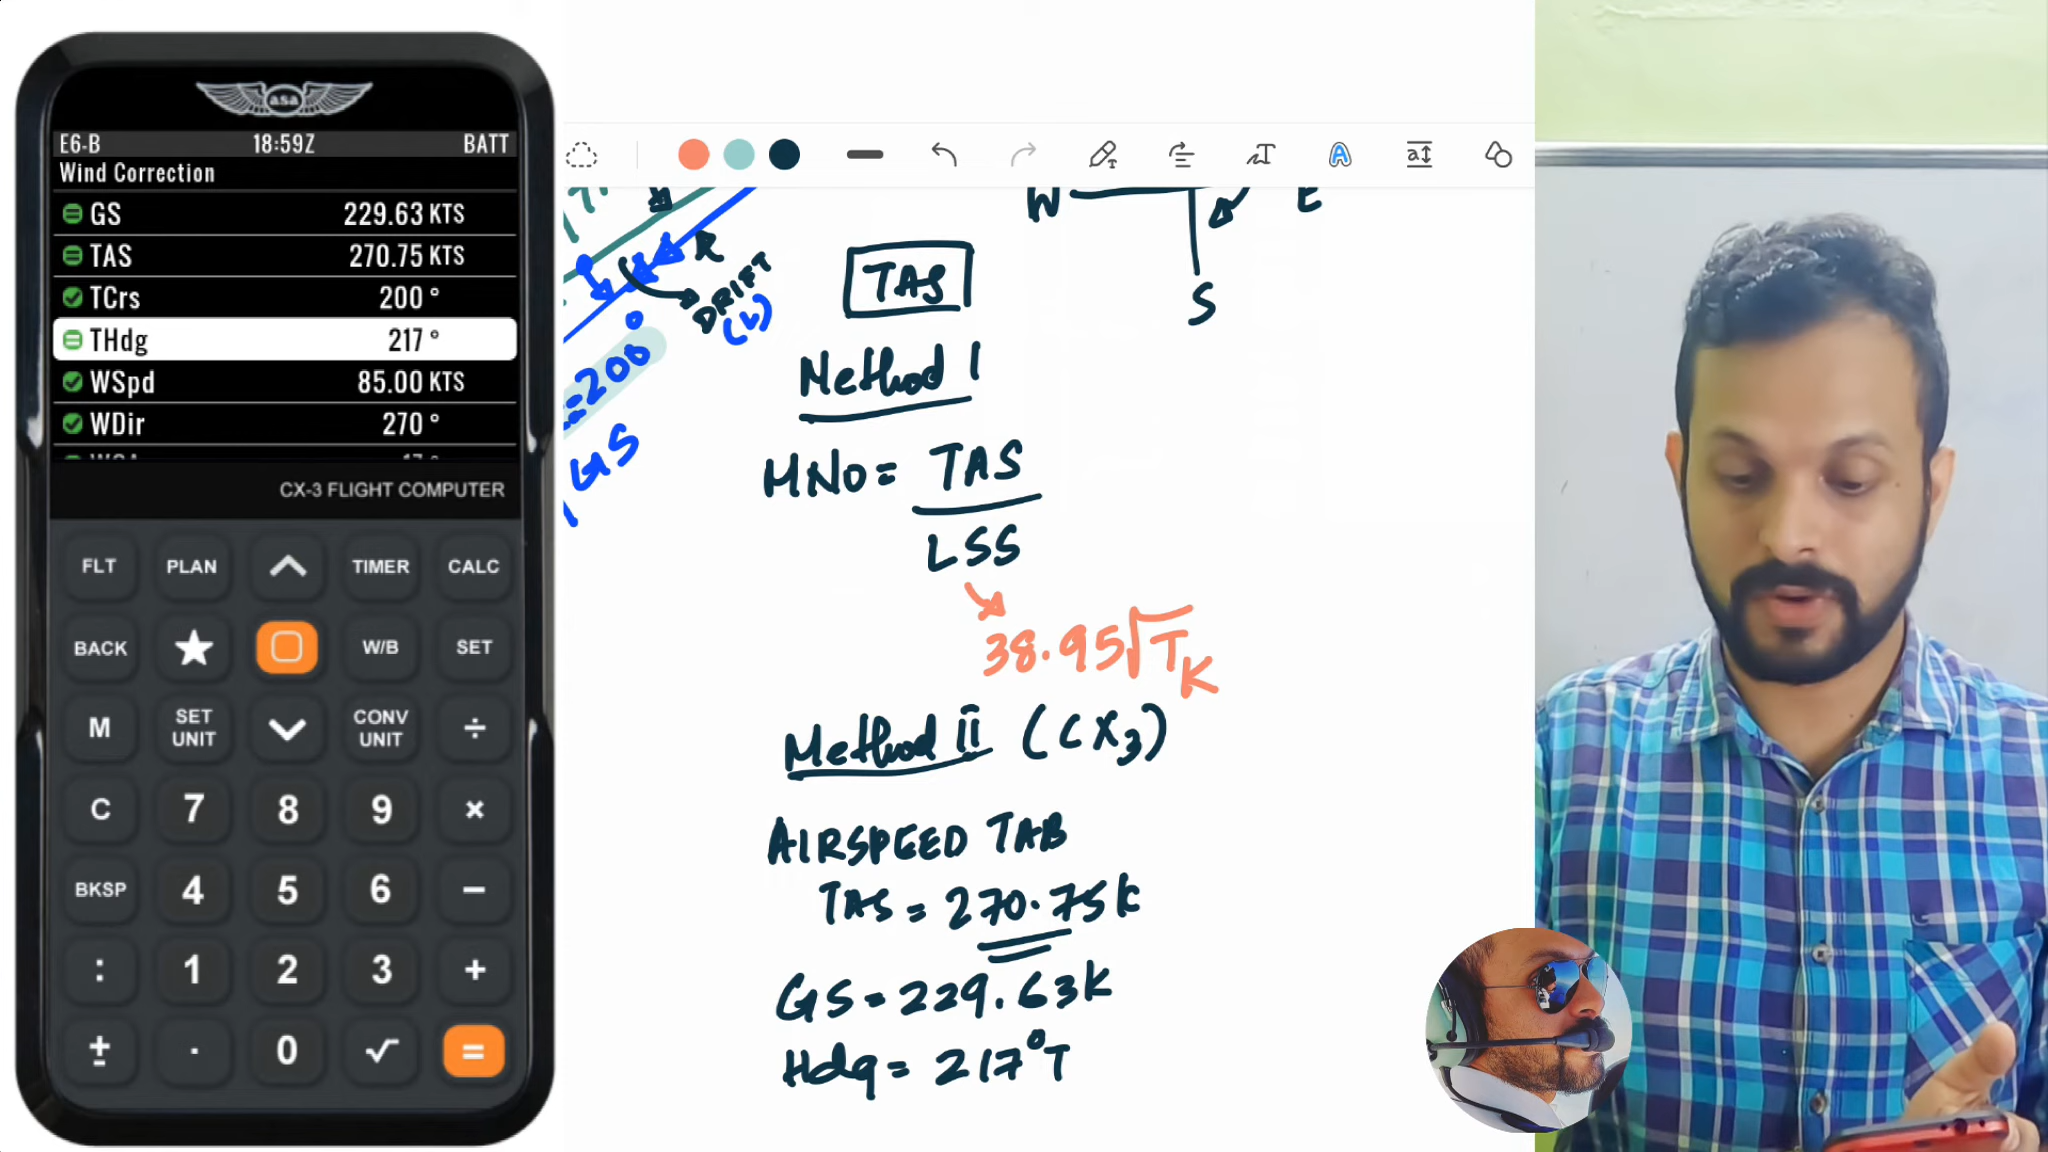 asa
E6-B 18:59Z BATT
Wind Correction
GS 229.63 KTS
TAS 270.75 KTS
TCrs 200 °
THdg 217 °
WSpd 85.00 KTS
WDir 270 °
CX-3 FLIGHT COMPUTER
FLT PLAN TIMER CALC
BACK W/B SET
M SET UNIT CONV UNIT ÷
C 7 8 9 ×
BKSP 4 5 6 −
: 1 2 3 +
± . 0 √ =
W E
S
R
DRIFT
(L)
=200°
GS
TAS
Method I
MNO = TAS
LSS
38.95√T K
Method II (CX3)
AIRSPEED TAB
TAS = 270.75K
GS = 229.63K
Hdg = 217°T